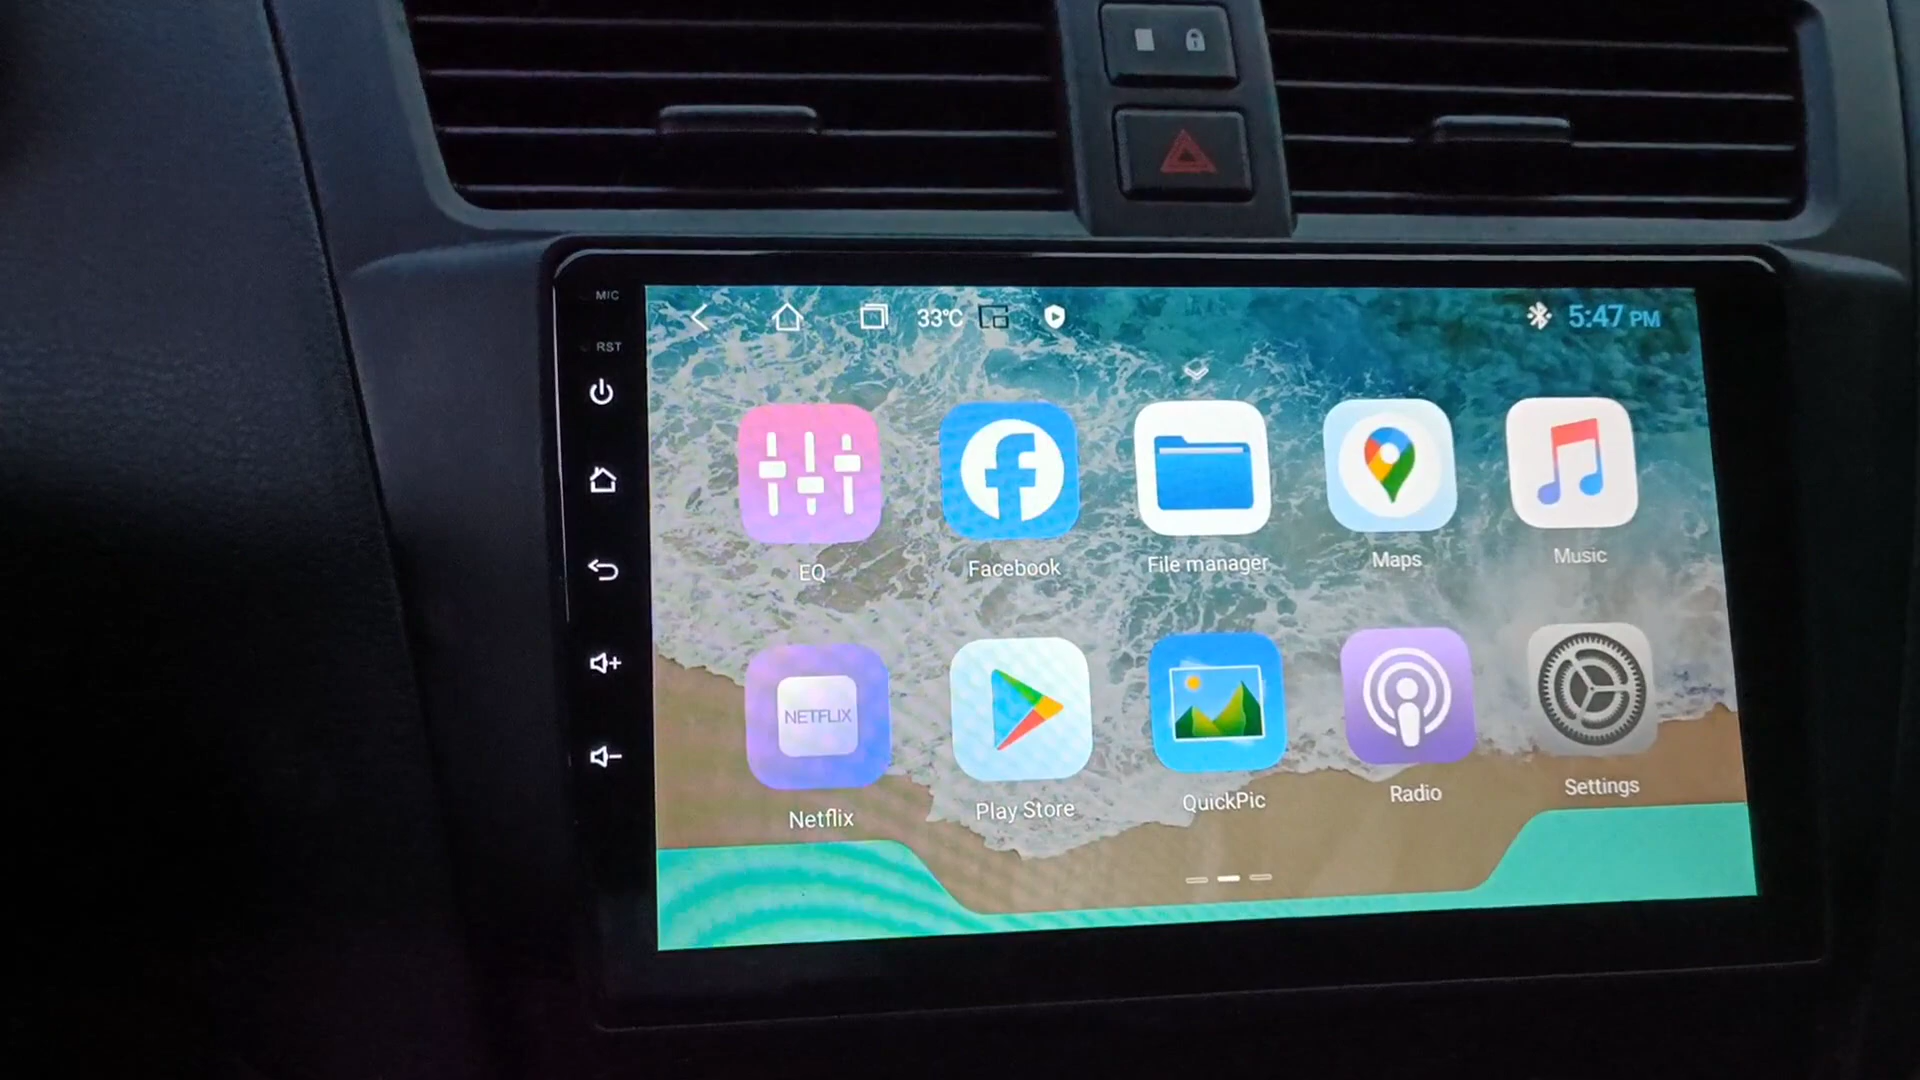 MIC
RST
33°C
5:47 PM
EQ
Facebook
File manager
Maps
Music
NETFLIX
Netflix
Play Store
QuickPic
Radio
Settings